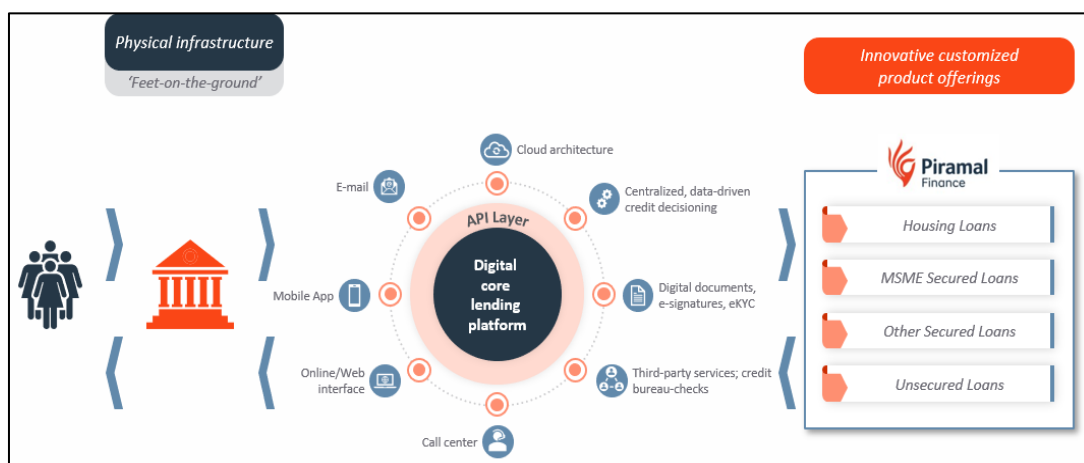 Physical infrastructure
'Feet-on-the-ground'
Innovative customized
product offerings
Cloud architecture
E-mail
Centralized, data-driven
credit decisioning
API Layer
Digital
core
lending
platform
Mobile App
Digital documents,
e-signatures, eKYC
Online/Web
interface
Third-party services; credit
bureau-checks
Call center
Piramal
Finance
Housing Loans
MSME Secured Loans
Other Secured Loans
Unsecured Loans